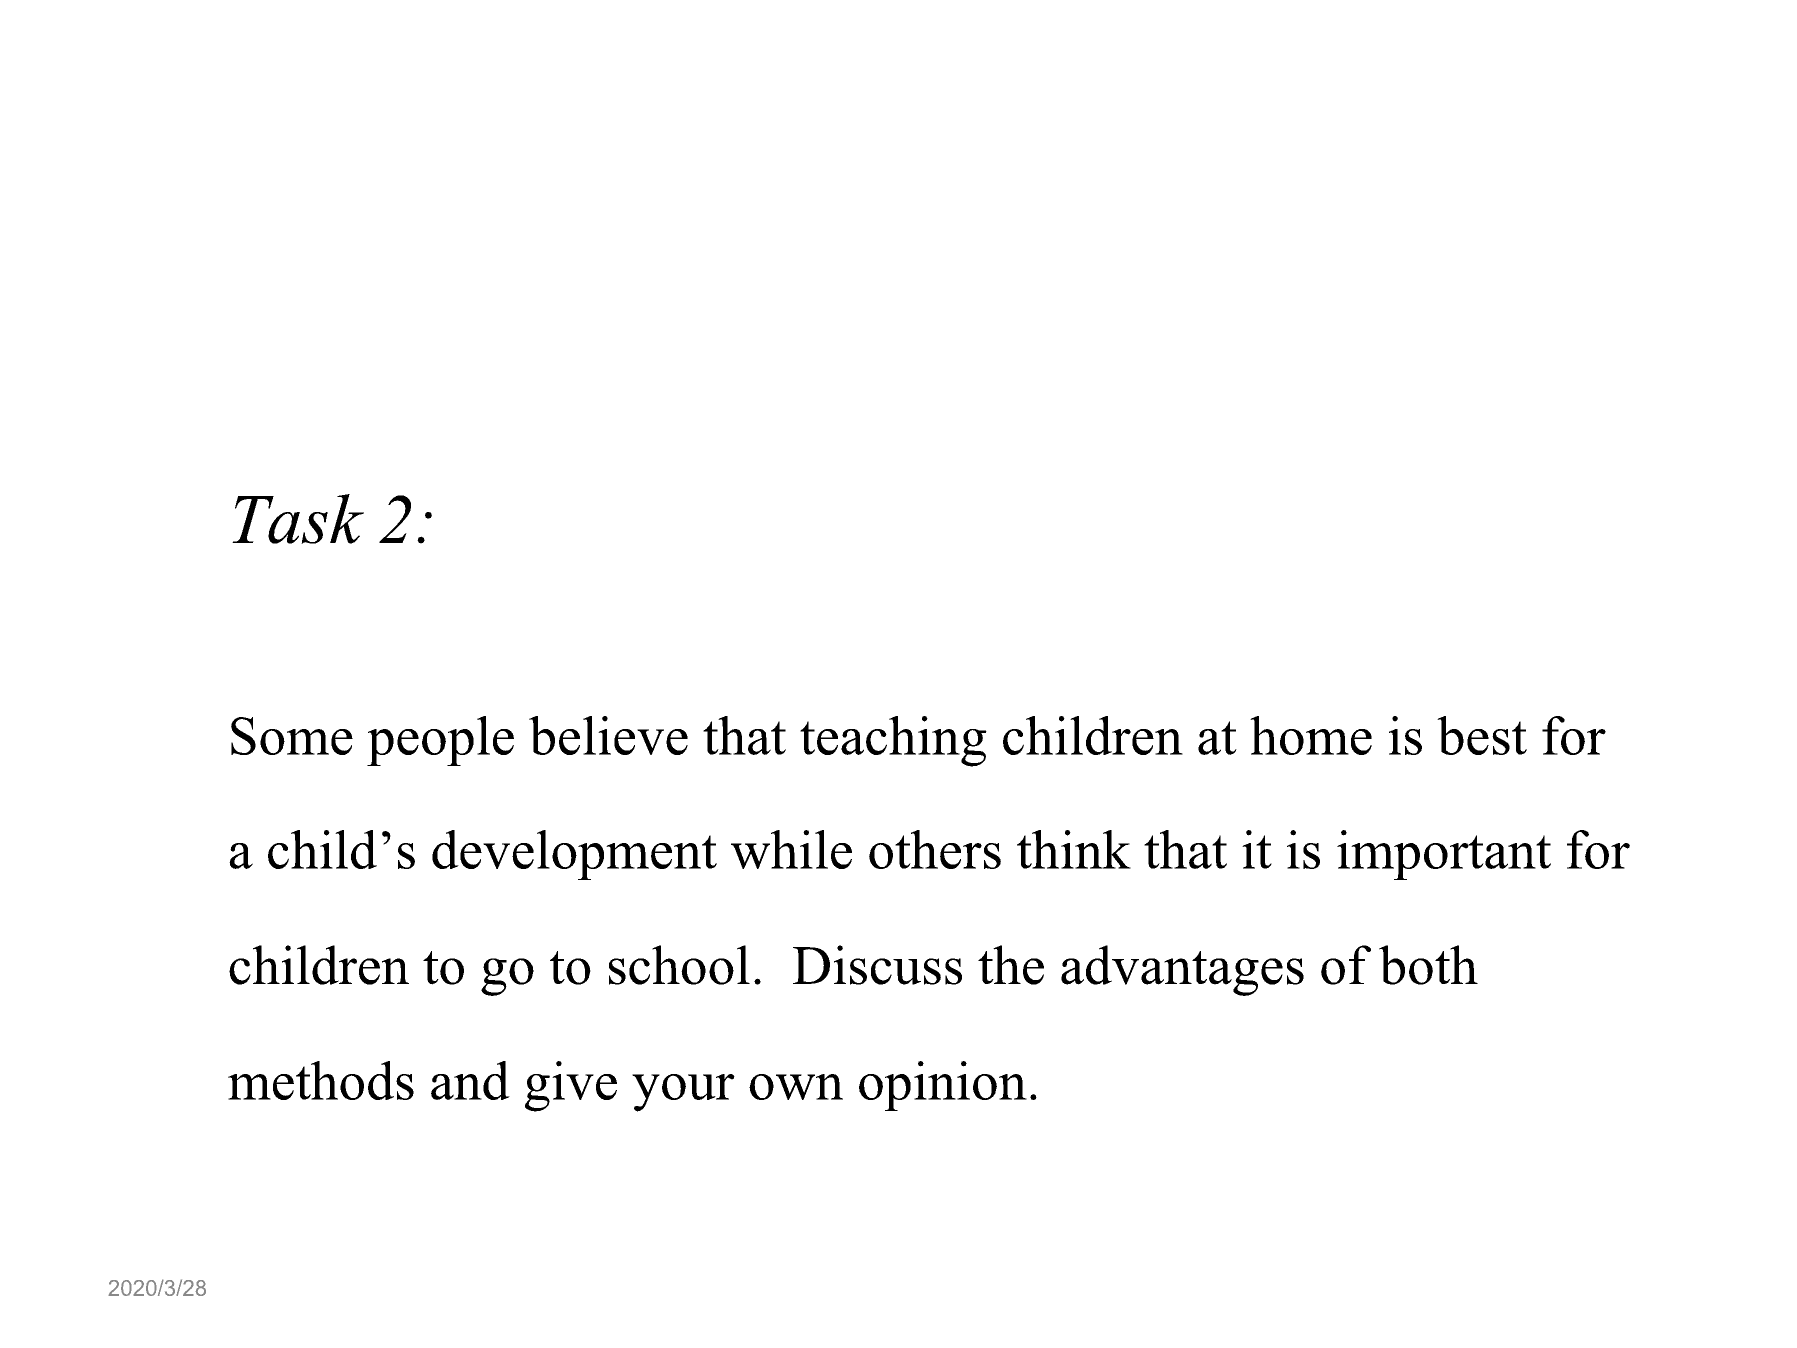 Task 2:
Some people believe that teaching children at home is best for
a child’s development while others think that it is important for
children to go to school.  Discuss the advantages of both
methods and give your own opinion.
2020/3/28